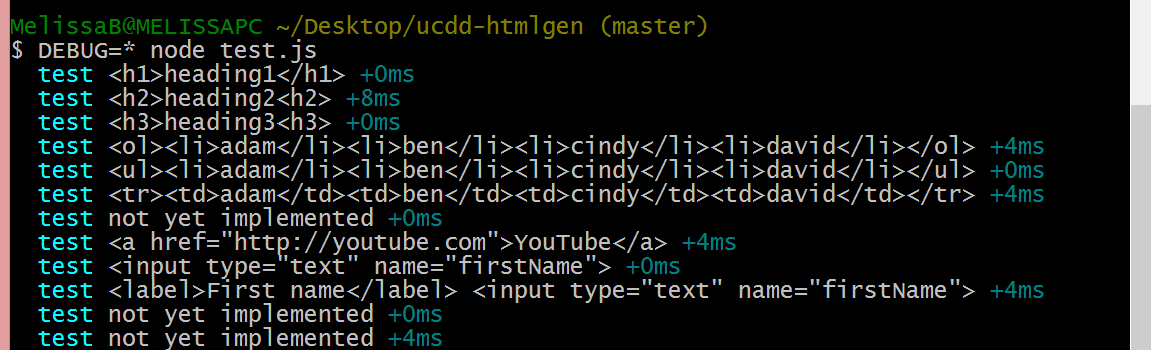 MelissaB@MELISSAPC ~/Desktop/ucdd-htmlgen (master)
$ DEBUG=* node test.js
test <h1>heading1</h1> +0ms
test <h2>heading2<h2> +8ms
test <h3>heading3<h3> +0ms
test <ol><li>adam</li><li>ben</li><li>cindy</li><li>david</li></ol> +4ms
test <ul><li>adam</li><li>ben</li><li>cindy</li><li>david</li></ul> +0ms
test <tr><td>adam</td><td>ben</td><td>cindy</td><td>david</td></tr> +4ms
test not yet implemented +0ms
test <a href="http://youtube.com">YouTube</a> +4ms
test <input type="text" name="firstName"> +0ms
test <label>First name</label> <input type="text" name="firstName"> +4ms
test not yet implemented +0ms
test not yet implemented +4ms